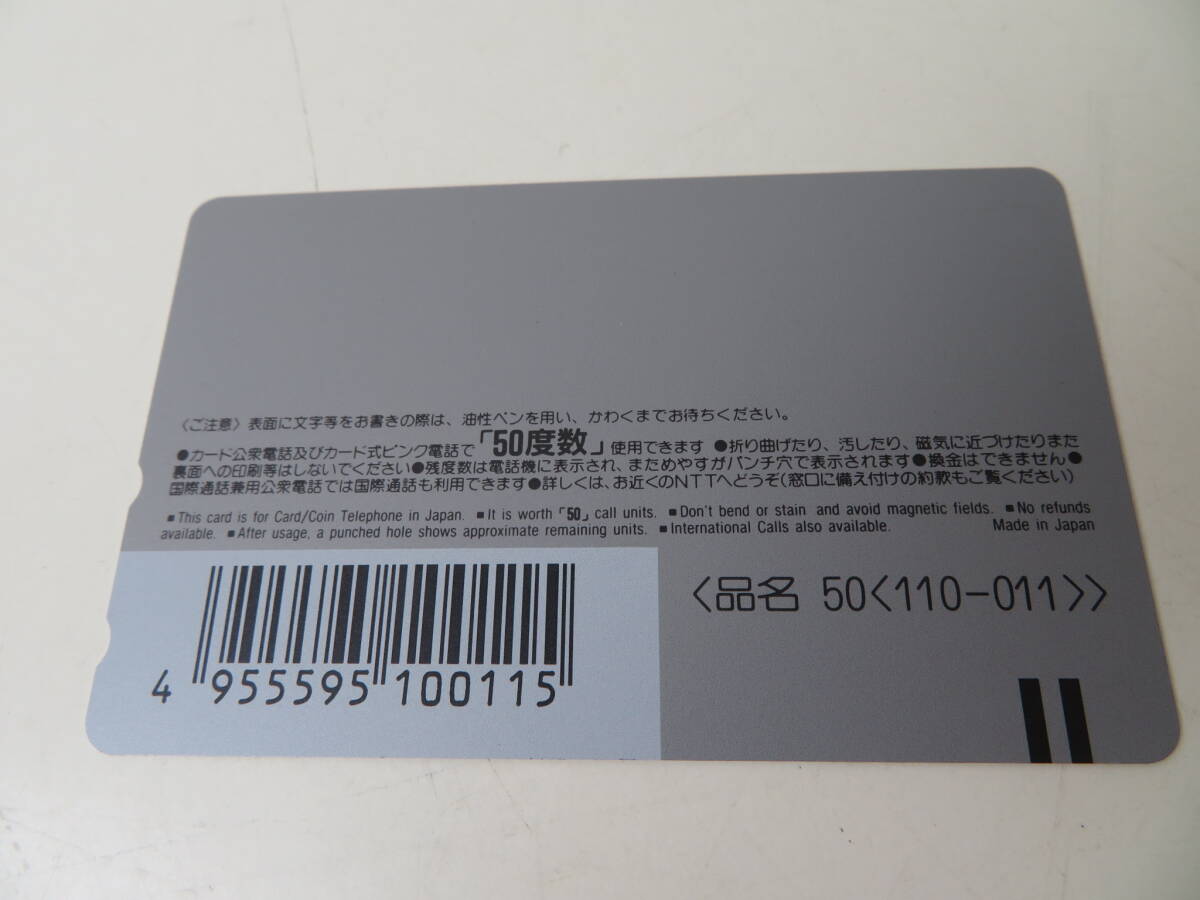 〈ご注意〉表面に文字等をお書きの際は、油性ペンを用い、かわくまでお待ちください。
●カード公衆電話及びカード式ピンク電話で「50度数」使用できます ●折り曲げたり、汚したり、磁気に近づけたりまた
裏面への印刷等はしないでください●残度数は電話機に表示され、まためやすがパンチ穴で表示されます●換金はできません●
国際通話兼用公衆電話では国際通話も利用できます●詳しくは、お近くのNTTへどうぞ(窓口に備え付けの約款もご覧ください)
■This card is for Card/Coin Telephone in Japan. ■It is worth「50」call units. ■Don't bend or stain and avoid magnetic fields. ■No refunds
available. ■After usage, a punched hole shows approximate remaining units. ■International Calls also available. Made in Japan
〈品名 50〈110-011〉〉
4 955595 100115